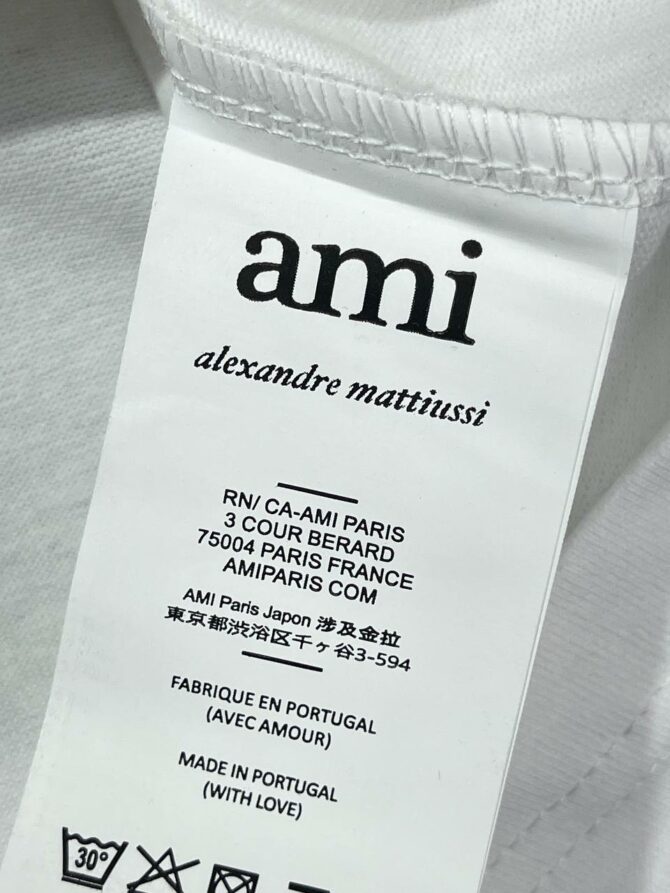 ami
alexandre mattiussi
RN/ CA-AMI PARIS
3 COUR BERARD
75004 PARIS FRANCE
AMIPARIS COM
AMI Paris Japon 涉及金拉
東京都渋浴区千ヶ谷3-594
FABRIQUE EN PORTUGAL
(AVEC AMOUR)
MADE IN PORTUGAL
(WITH LOVE)
30°